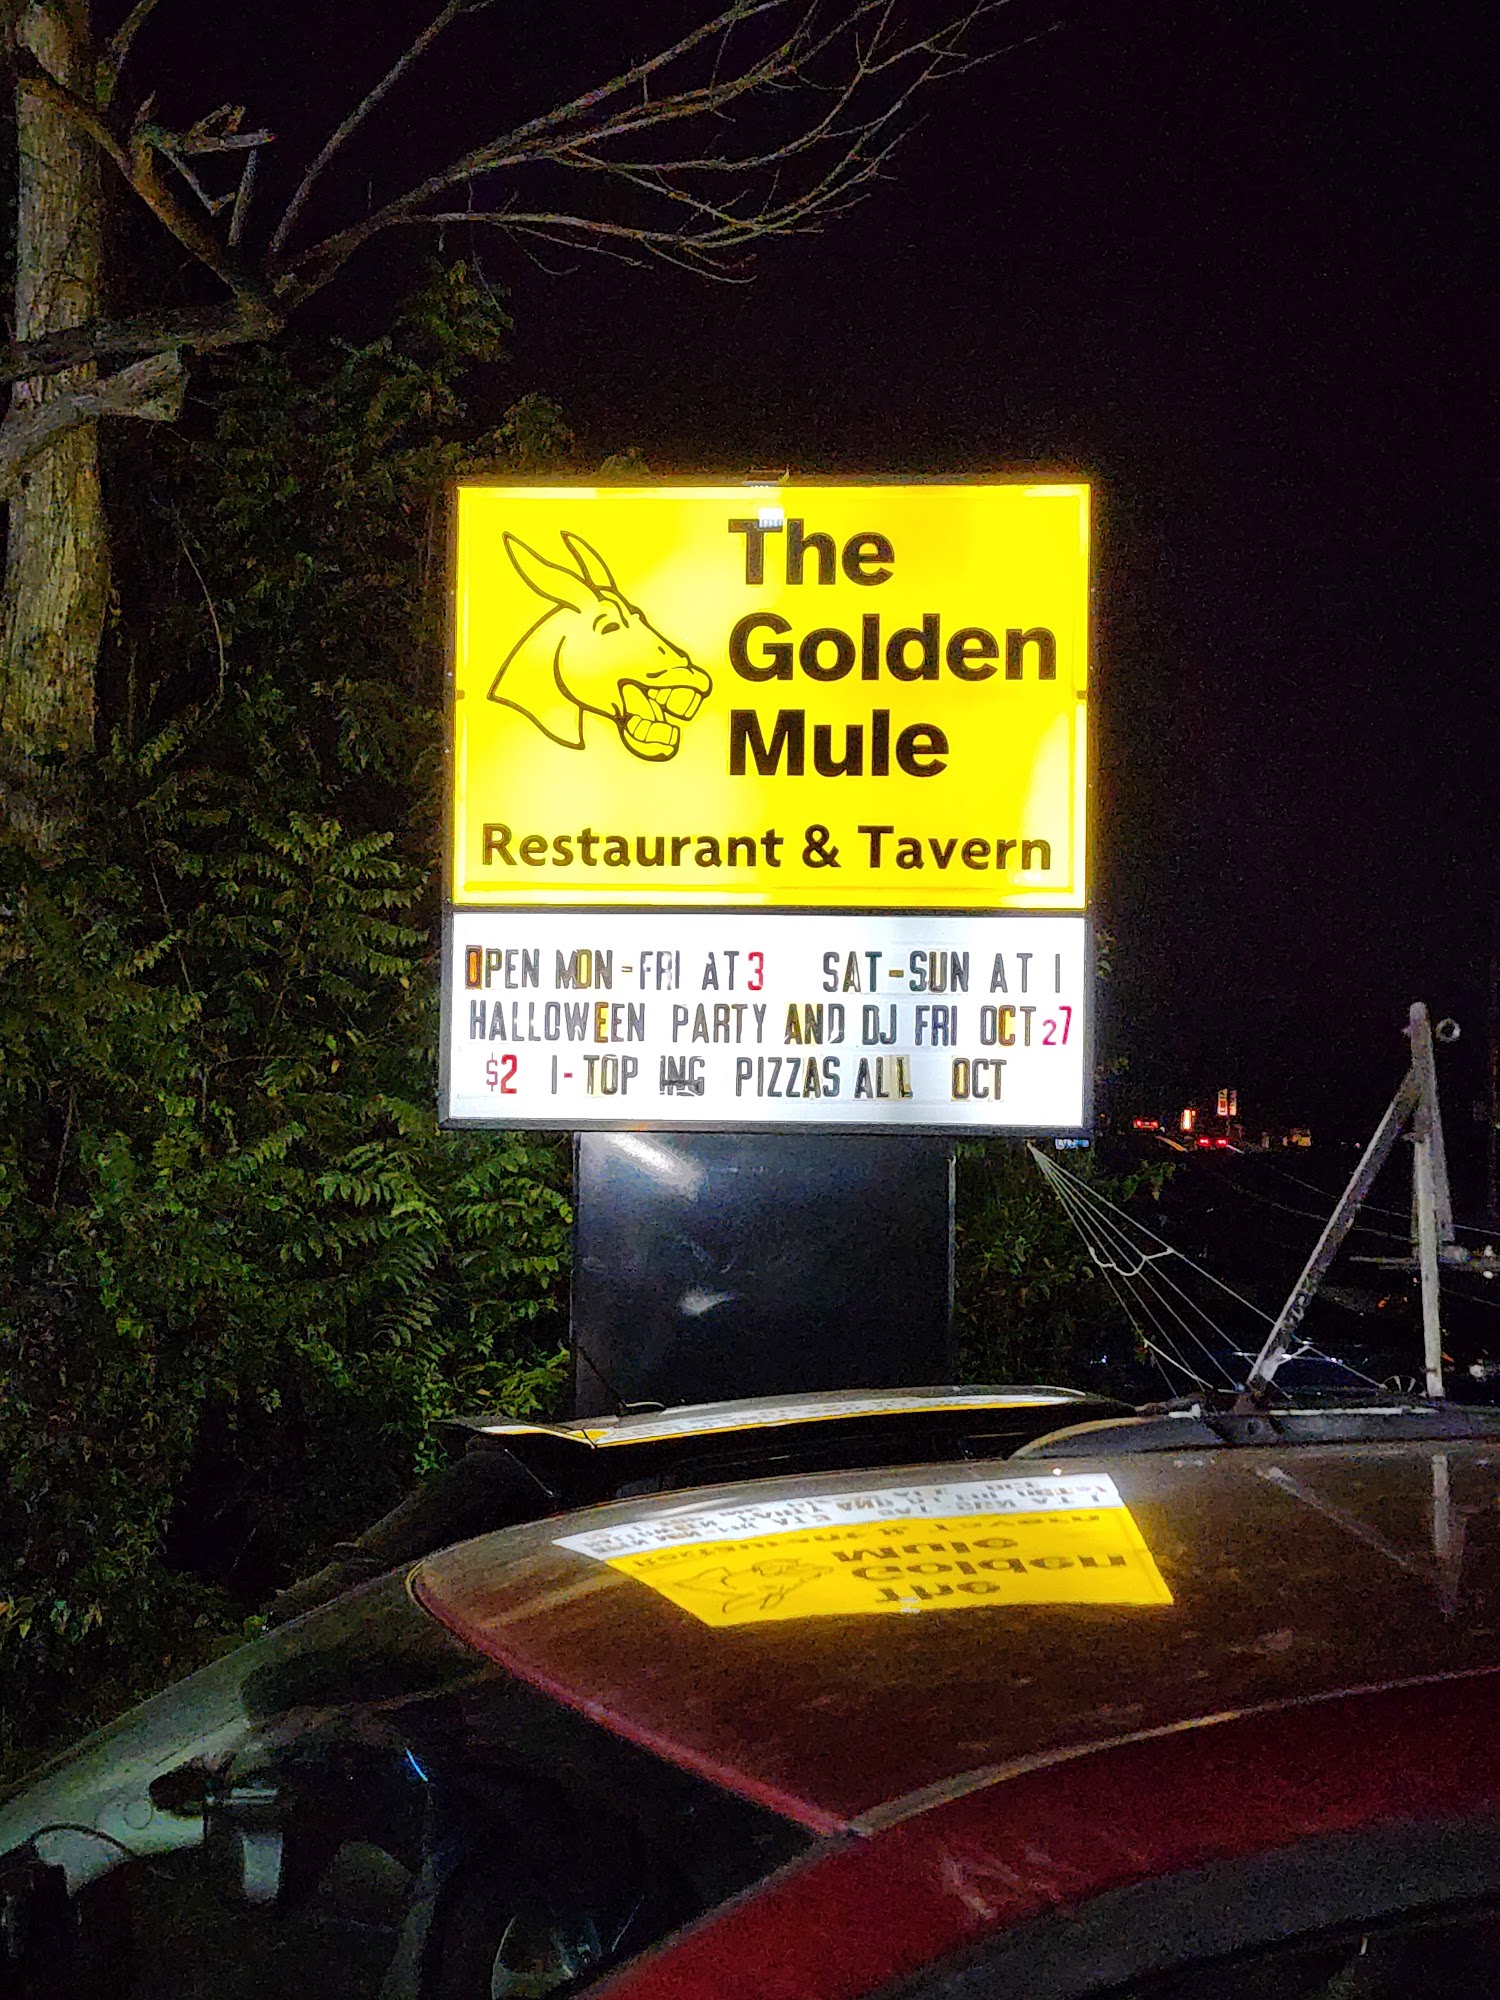 The
Golden
Mule
Restaurant & Tavern
OPEN MON-FRI AT 3 SAT-SUN AT 1
HALLOWEEN PARTY AND DJ FRI OCT 27
$2 1-TOPING PIZZAS ALL OCT